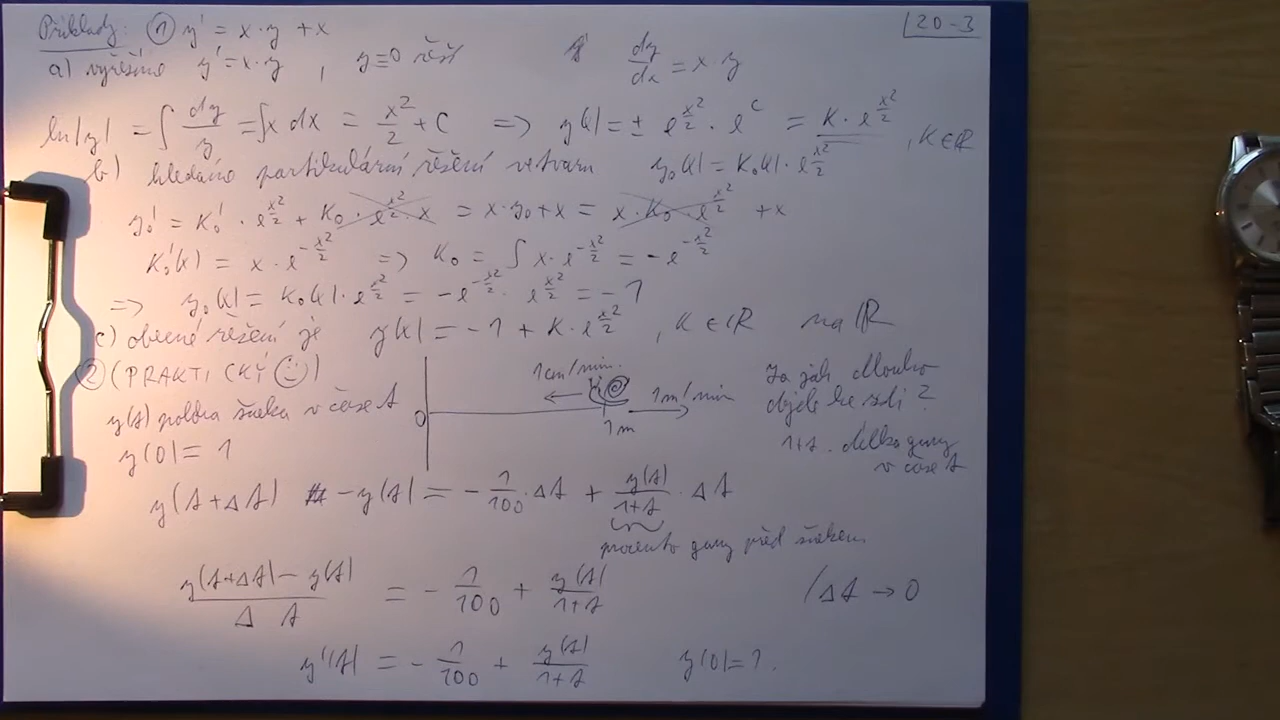 Příklady: ① y' = x·y + x
20-3
a) vyřešíme y' = x·y , y≡0 řeší dy/dx = x·y
ln|y| = ∫ dy/y = ∫x dx = x²/2 + C ⇒ y(x) = ± e^(x²/2) · e^C = K · e^(x²/2) , K∈ℝ
b) hledáme partikulární řešení ve tvaru y₀(x) = K₀(x) · e^(x²/2)
y₀' = K₀' · e^(x²/2) + K₀ · e^(x²/2) · x = x·y₀ + x = x·K₀·e^(x²/2) + x
K₀'(x) = x · e^(-x²/2) ⇒ K₀ = ∫ x·e^(-x²/2) = -e^(-x²/2)
⇒ y₀(x) = K₀(x)·e^(x²/2) = -e^(-x²/2) · e^(x²/2) = -1
c) obecné řešení je y(x) = -1 + K·e^(x²/2) , K∈ℝ na ℝ
② (PRAKTICKÝ ☺)
1cm/min.
1m/min
0
1m
Za jak dlouho
dojede ke zdi?
y(t) poloha šneka v čase t
y(0) = 1
1+t . délka gumy
v čase t
y(t+Δt) - y(t) = -1/100 · Δt + y(t)/(1+t) · Δt
procento gumy před šnekem
(y(t+Δt) - y(t))/Δt = -1/100 + y(t)/(1+t) /Δt → 0
y'(t) = -1/100 + y(t)/(1+t) y(0)=1.